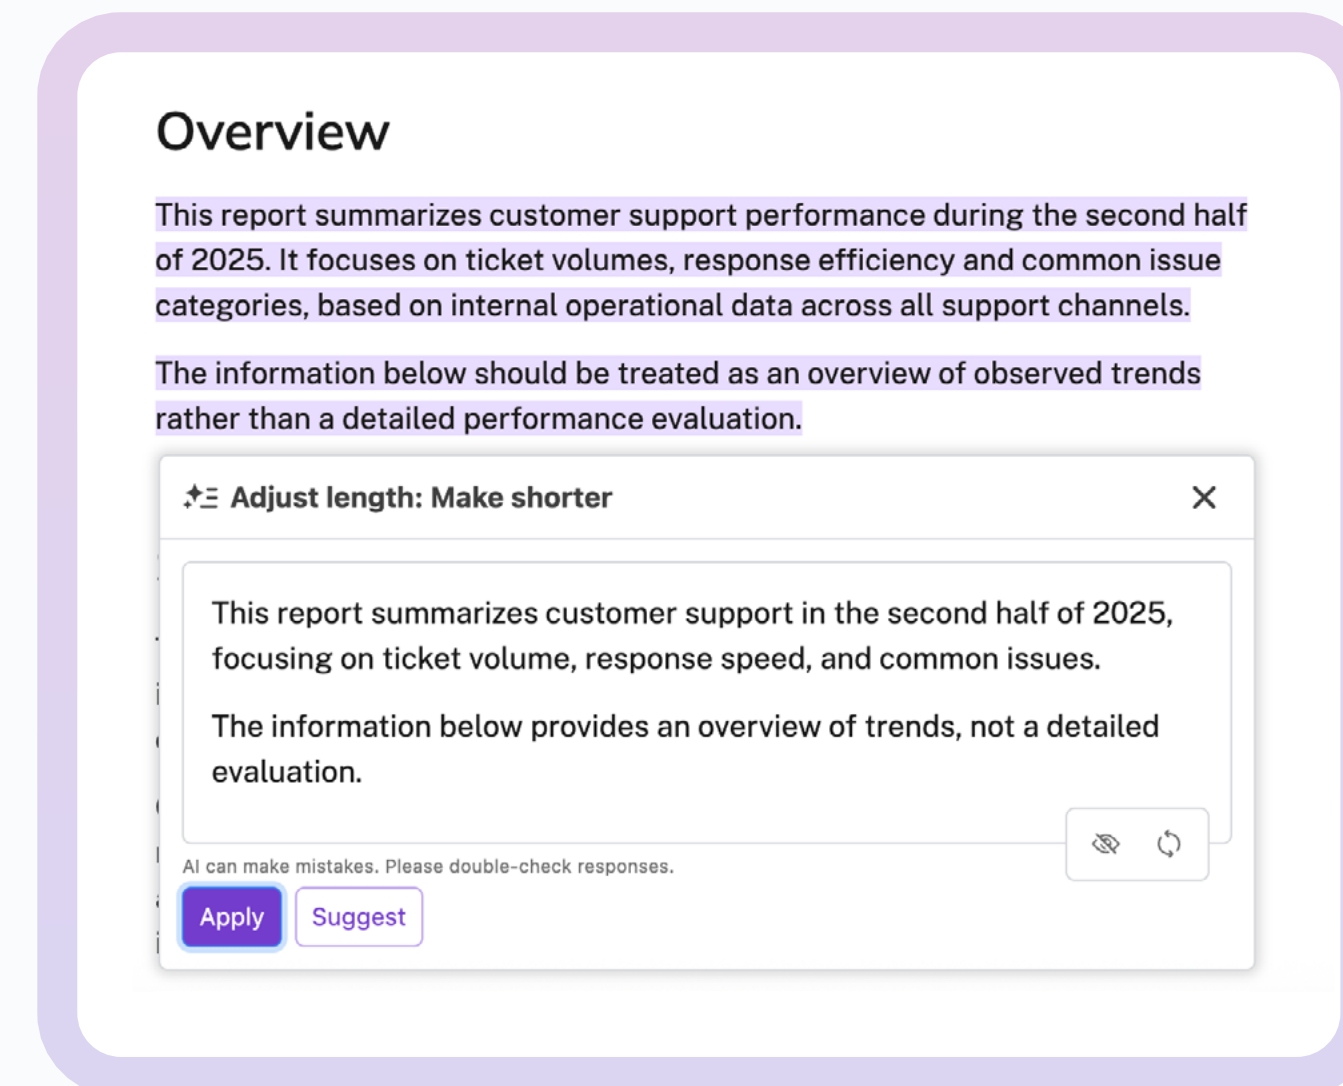 Overview
This report summarizes customer support performance during the second half
of 2025. It focuses on ticket volumes, response efficiency and common issue
categories, based on internal operational data across all support channels.
The information below should be treated as an overview of observed trends
rather than a detailed performance evaluation.
Adjust length: Make shorter
This report summarizes customer support in the second half of 2025,
focusing on ticket volume, response speed, and common issues.
The information below provides an overview of trends, not a detailed
evaluation.
AI can make mistakes. Please double-check responses.
Apply
Suggest